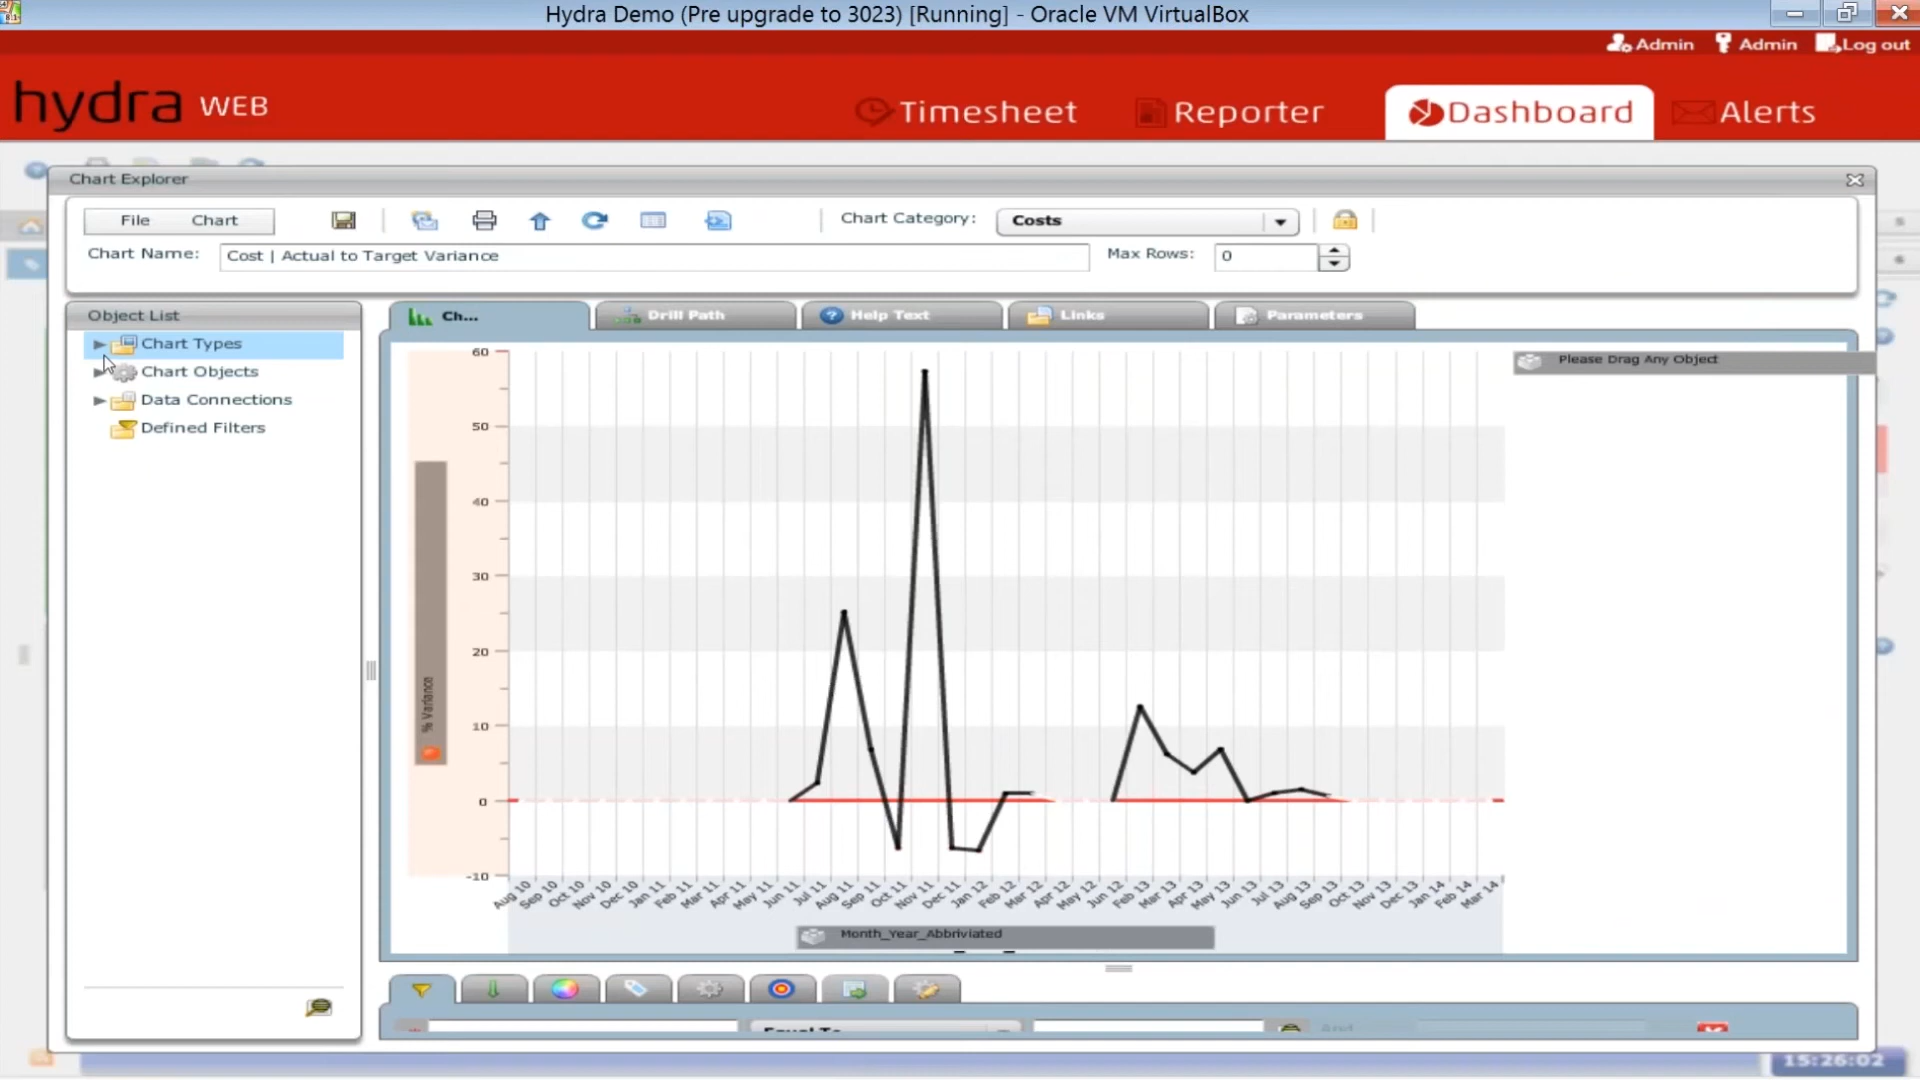 Hydra Demo (Pre upgrade to 3023) [Running] - Oracle VM VirtualBox
Admin Admin Log out
hydra WEB
Timesheet Reporter Dashboard Alerts
Chart Explorer
File Chart Chart Category: Costs
Chart Name: Cost | Actual to Target Variance Max Rows: 0
Object List
Ch... Drill Path Help Text Links Parameters
Chart Types
Chart Objects
Data Connections
Defined Filters
Please Drag Any Object
60
50
40
30
20
10
0
-10
% Variance
Aug 10 Sep 10 Oct 10 Nov 10 Dec 10 Jan 11 Feb 11 Mar 11 Apr 11 May 11 Jun 11 Jul 11 Aug 11 Sep 11 Oct 11 Nov 11 Dec 11 Jan 12 Feb 12 Mar 12 Apr 12 May 12 Jun 12 Feb 13 Mar 13 Apr 13 May 13 Jun 13 Jul 13 Aug 13 Sep 13 Oct 13 Nov 13 Dec 13 Jan 14 Feb 14 Mar 14
Month_Year_Abbriviated
Equal To And
15:26:02